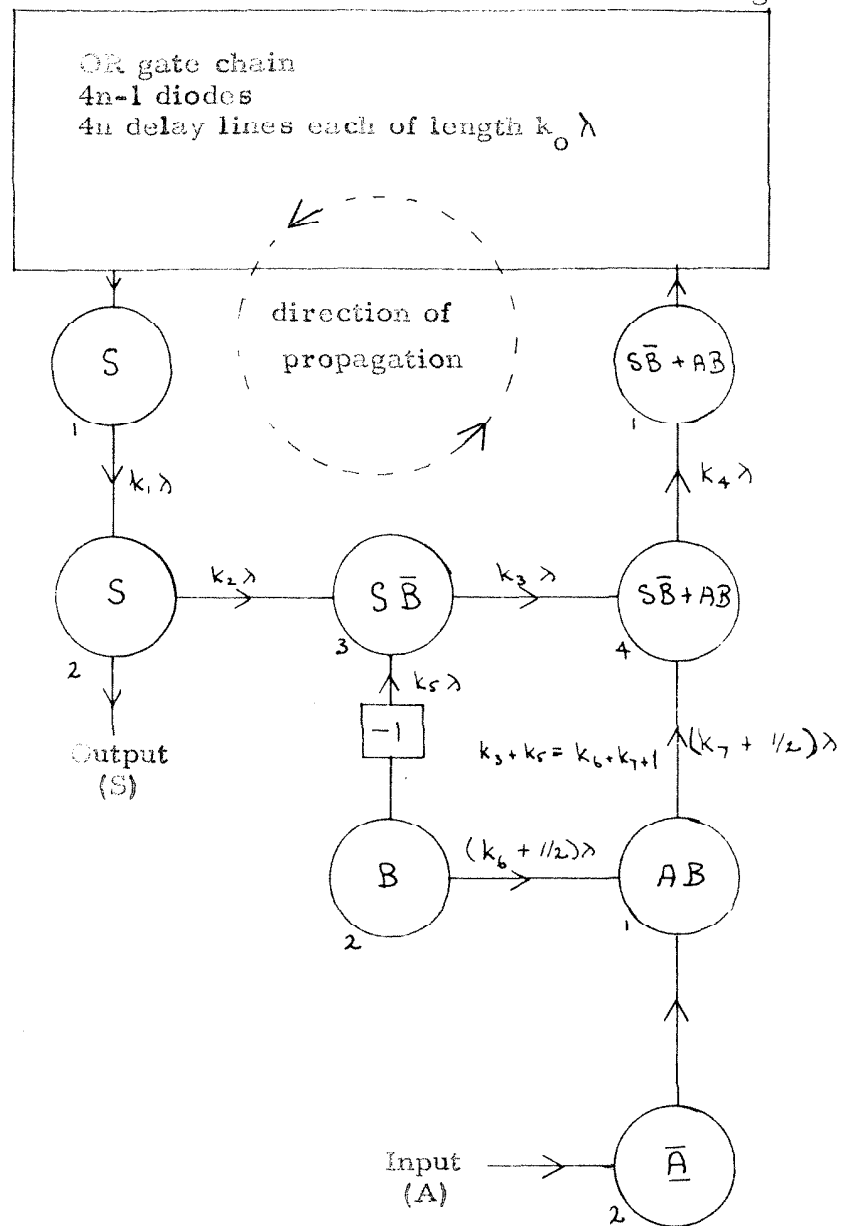 OR gate chain
4n-1 diodes
4n delay lines each of length k₀ λ
direction of
propagation
S
1
k₁ λ
S B̄ + A B
1
k₄ λ
S
2
k₂ λ
S B̄
3
k₃ λ
S B̄ + A B
4
Output
(S)
k₅ λ
-1
k₃ + k₅ = k₆ + k₇ + 1
(k₇ + 1/2) λ
B
2
(k₆ + 1/2) λ
A B
1
Input
(A)
A̲̅
2